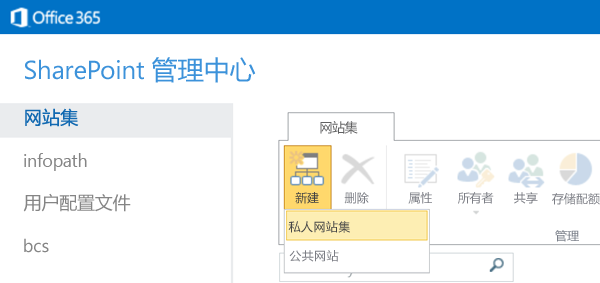 Office 365
SharePoint 管理中心
网站集
infopath
用户配置文件
bcs
网站集
新建
删除
属性
所有者
共享
存储配额
管理
私人网站集
公共网站